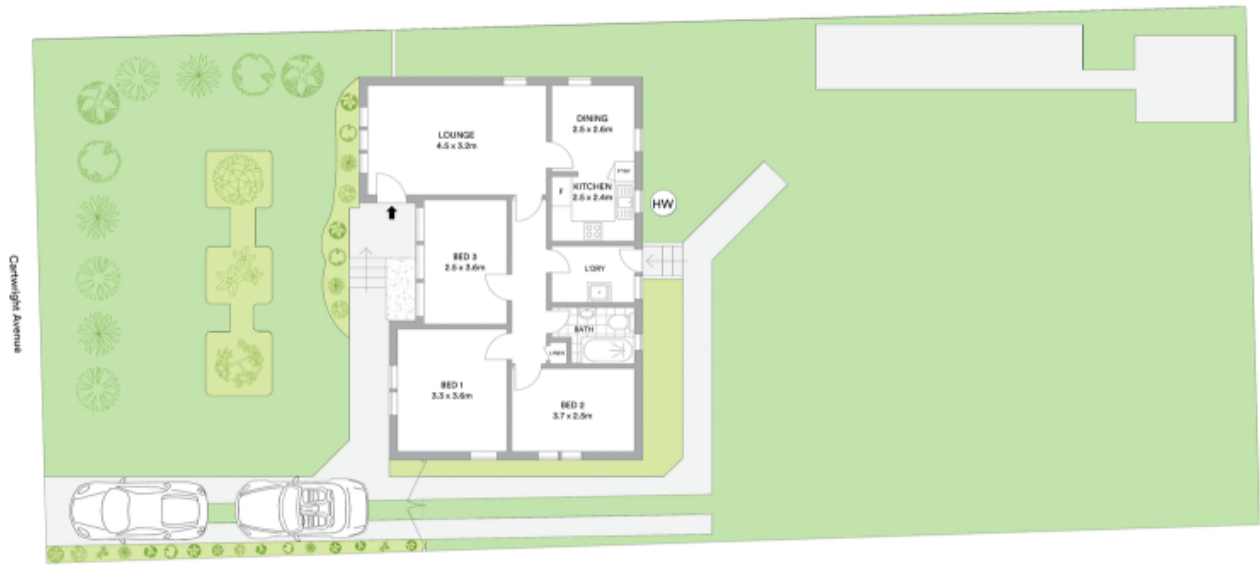 LOUNGE
4.5 x 3.2m
DINING
2.5 x 2.6m
P'TRY
F
KITCHEN
2.5 x 2.4m
HW
BED 3
2.5 x 3.6m
L'DRY
BATH
LINEN
BED 1
3.3 x 3.6m
BED 2
3.7 x 2.8m
Cartwright Avenue